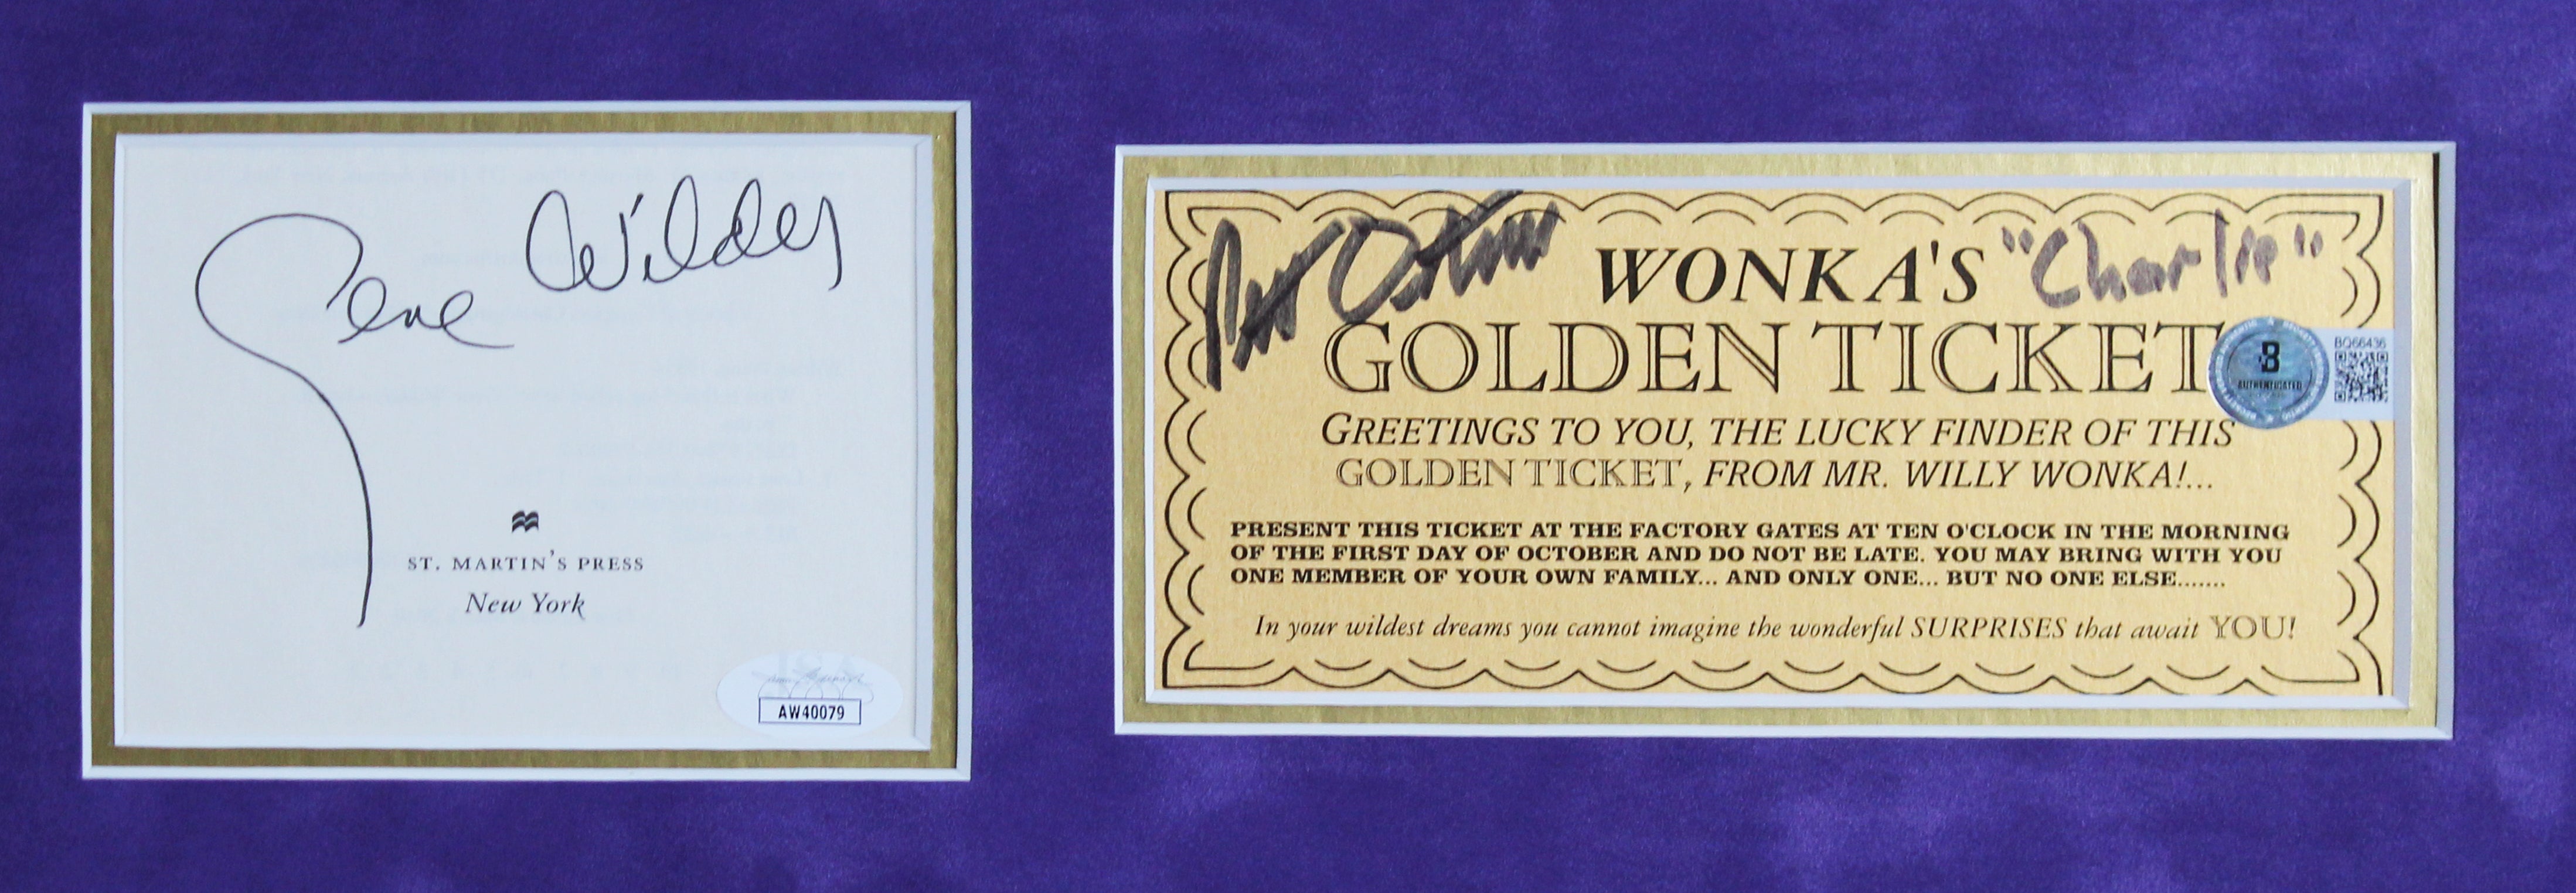 Gene Wilder
ST. MARTIN'S PRESS
New York
AW40079
Peter Ostrum
WONKA'S "Charlie"
GOLDEN TICKET
B
AUTHENTICATED
BQ66436
GREETINGS TO YOU, THE LUCKY FINDER OF THIS
GOLDEN TICKET, FROM MR. WILLY WONKA!...
PRESENT THIS TICKET AT THE FACTORY GATES AT TEN O'CLOCK IN THE MORNING
OF THE FIRST DAY OF OCTOBER AND DO NOT BE LATE. YOU MAY BRING WITH YOU
ONE MEMBER OF YOUR OWN FAMILY... AND ONLY ONE... BUT NO ONE ELSE.......
In your wildest dreams you cannot imagine the wonderful SURPRISES that await YOU!